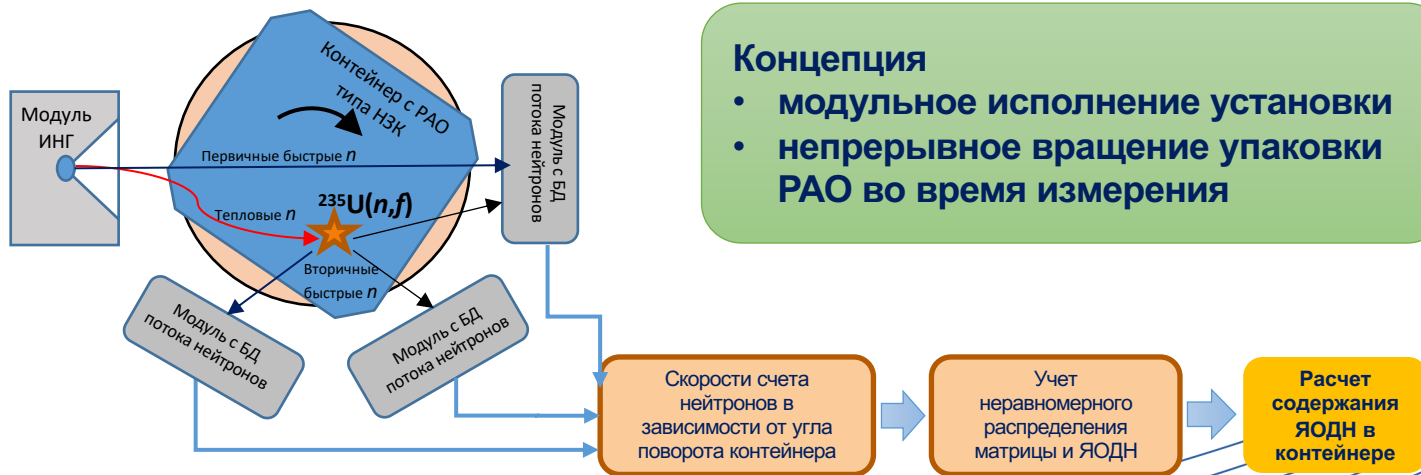 Модуль
ИНГ
Контейнер с РАО
типа НЗК
Первичные быстрые n
Тепловые n
²³⁵U(n,f)
Вторичные
быстрые n
Модуль с БД
потока нейтронов
Модуль с БД
потока нейтронов
Модуль с БД
потока нейтронов
Концепция
• модульное исполнение установки
• непрерывное вращение упаковки
РАО во время измерения
Скорости счета
нейтронов в
зависимости от угла
поворота контейнера
Учет
неравномерного
распределения
матрицы и ЯОДН
Расчет
содержания
ЯОДН в
контейнере